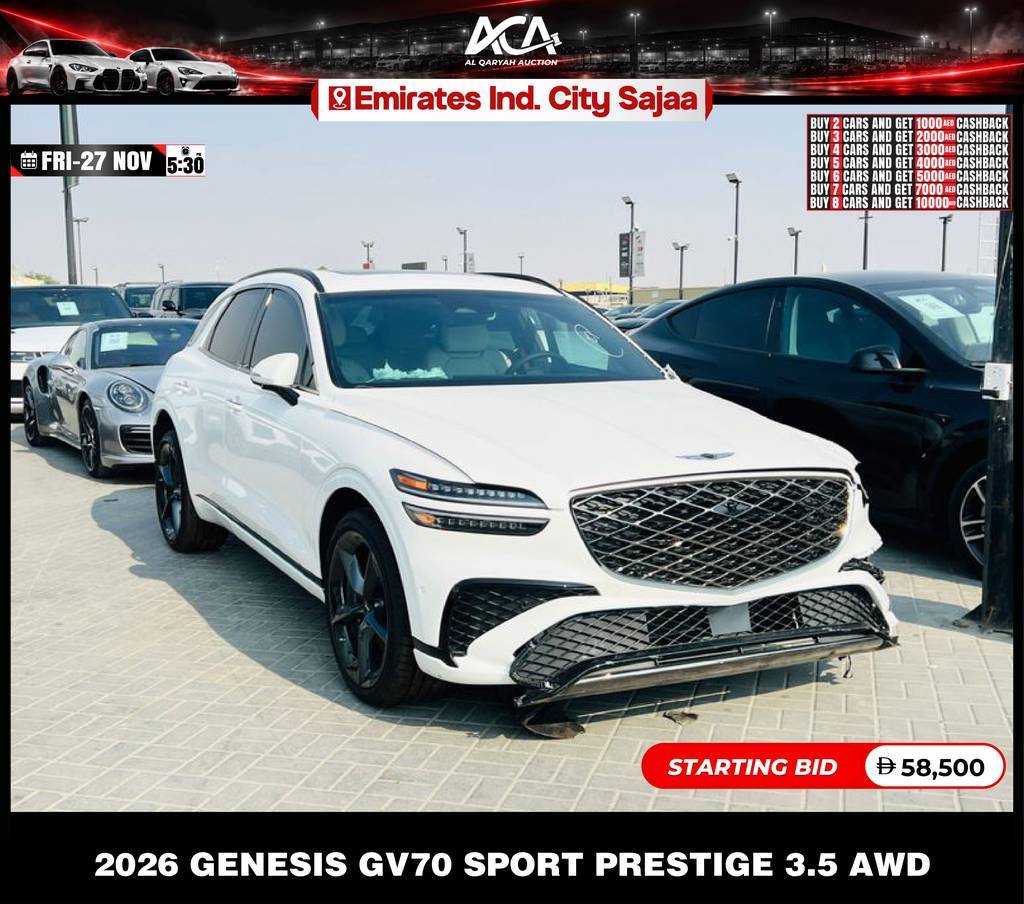 ACA
AL QARYAH AUCTION
Emirates Ind. City Sajaa
FRI-27 NOV 5:30
BUY 2 CARS AND GET 1000 AED CASHBACK
BUY 3 CARS AND GET 2000 AED CASHBACK
BUY 4 CARS AND GET 3000 AED CASHBACK
BUY 5 CARS AND GET 4000 AED CASHBACK
BUY 6 CARS AND GET 5000 AED CASHBACK
BUY 7 CARS AND GET 7000 AED CASHBACK
BUY 8 CARS AND GET 10000 AED CASHBACK
STARTING BID 58,500
2026 GENESIS GV70 SPORT PRESTIGE 3.5 AWD